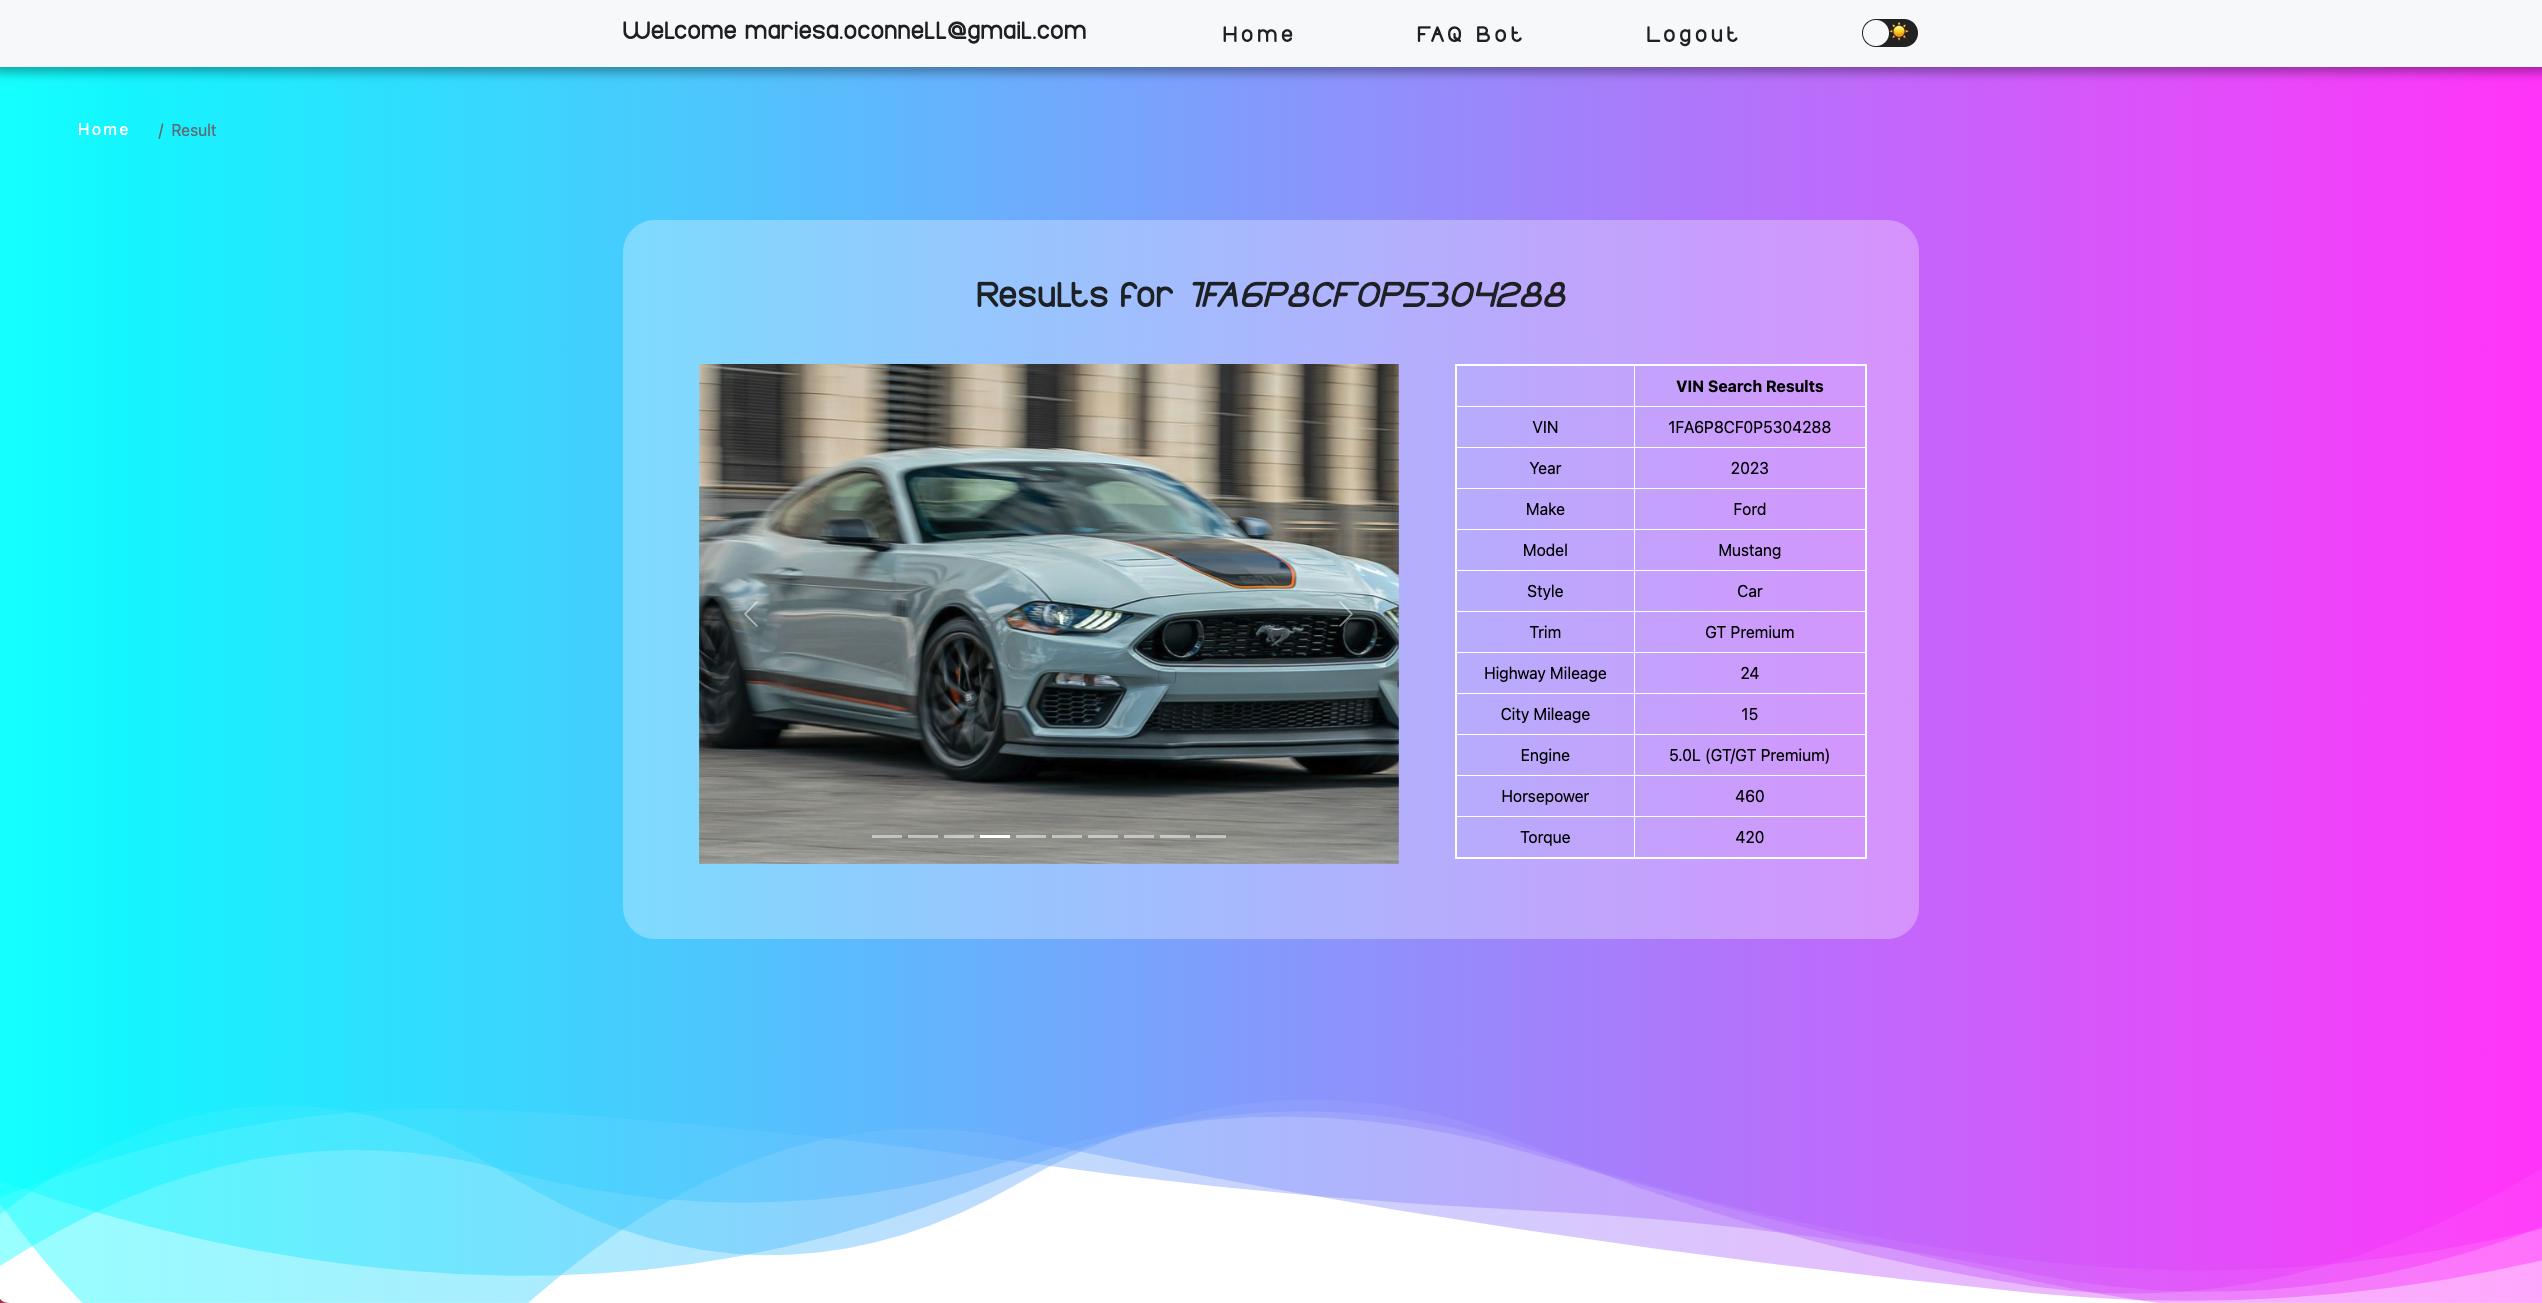 Welcome mariesa.oconnell@gmail.com
Home
FAQ Bot
Logout
Home / Result
Results for 1FA6P8CF0P5304288
VIN Search Results
VIN 1FA6P8CF0P5304288
Year 2023
Make Ford
Model Mustang
Style Car
Trim GT Premium
Highway Mileage 24
City Mileage 15
Engine 5.0L (GT/GT Premium)
Horsepower 460
Torque 420